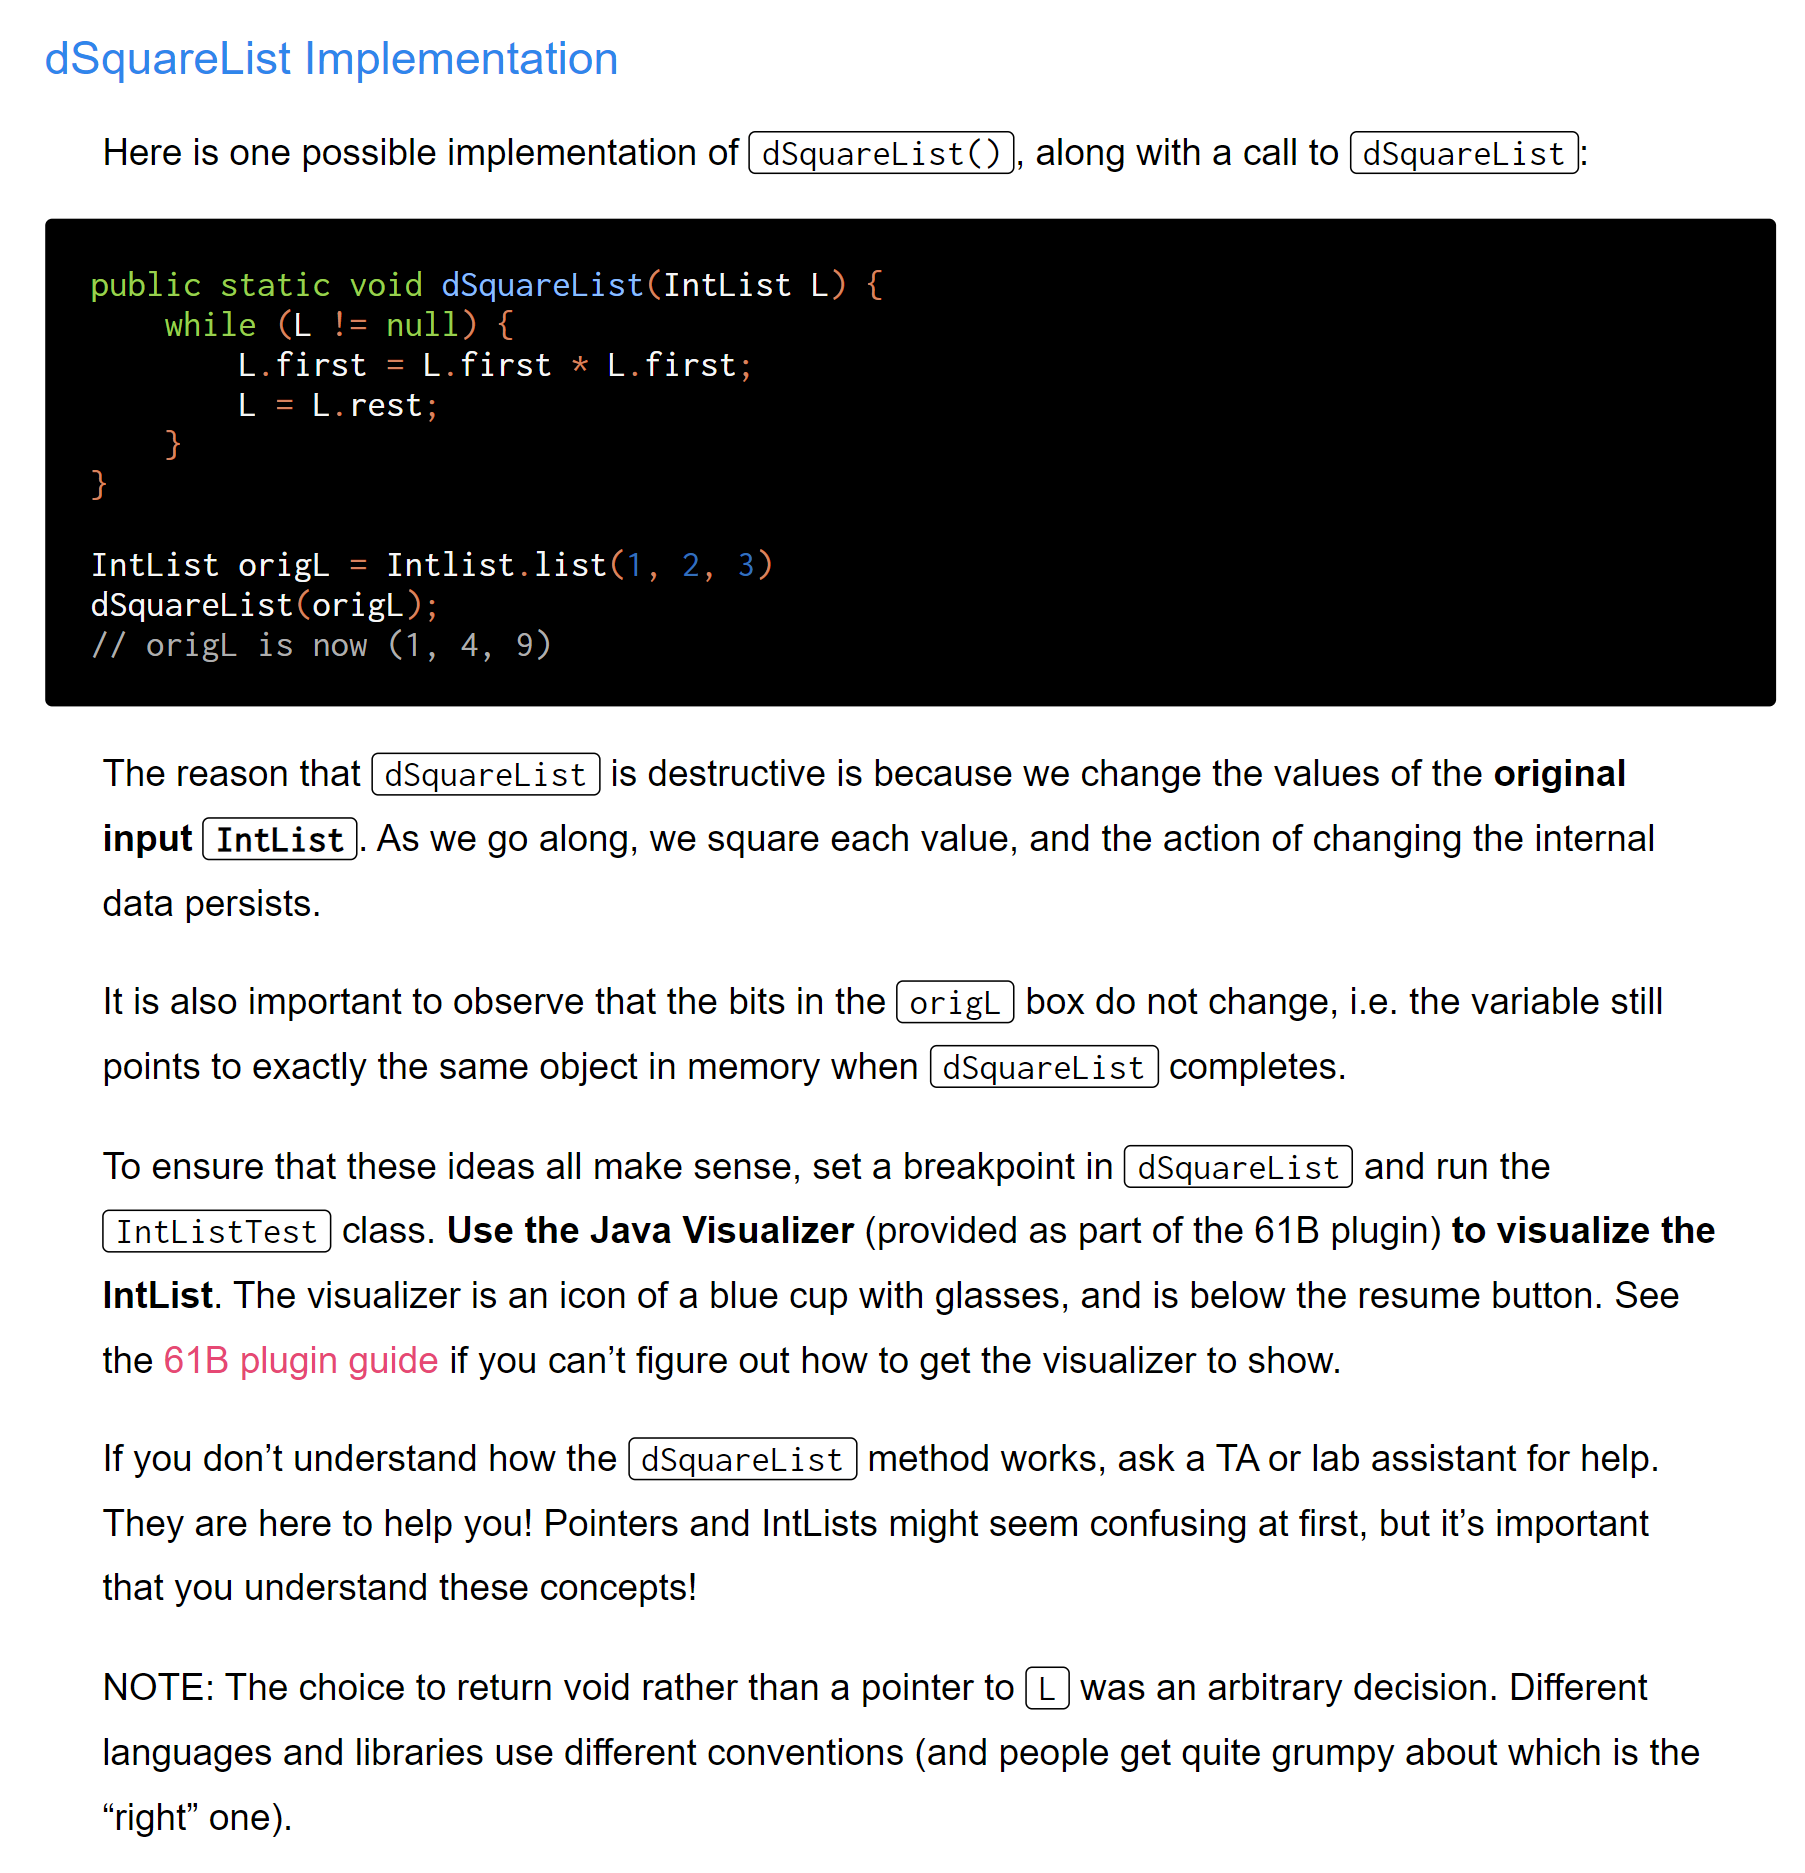 dSquareList Implementation
Here is one possible implementation of dSquareList(), along with a call to dSquareList:
public static void dSquareList(IntList L) {
    while (L != null) {
        L.first = L.first * L.first;
        L = L.rest;
    }
}
IntList origL = Intlist.list(1, 2, 3)
dSquareList(origL);
// origL is now (1, 4, 9)
The reason that dSquareList is destructive is because we change the values of the original
input IntList. As we go along, we square each value, and the action of changing the internal
data persists.
It is also important to observe that the bits in the origL box do not change, i.e. the variable still
points to exactly the same object in memory when dSquareList completes.
To ensure that these ideas all make sense, set a breakpoint in dSquareList and run the
IntListTest class. Use the Java Visualizer (provided as part of the 61B plugin) to visualize the
IntList. The visualizer is an icon of a blue cup with glasses, and is below the resume button. See
the 61B plugin guide if you can’t figure out how to get the visualizer to show.
If you don’t understand how the dSquareList method works, ask a TA or lab assistant for help.
They are here to help you! Pointers and IntLists might seem confusing at first, but it’s important
that you understand these concepts!
NOTE: The choice to return void rather than a pointer to L was an arbitrary decision. Different
languages and libraries use different conventions (and people get quite grumpy about which is the
“right” one).